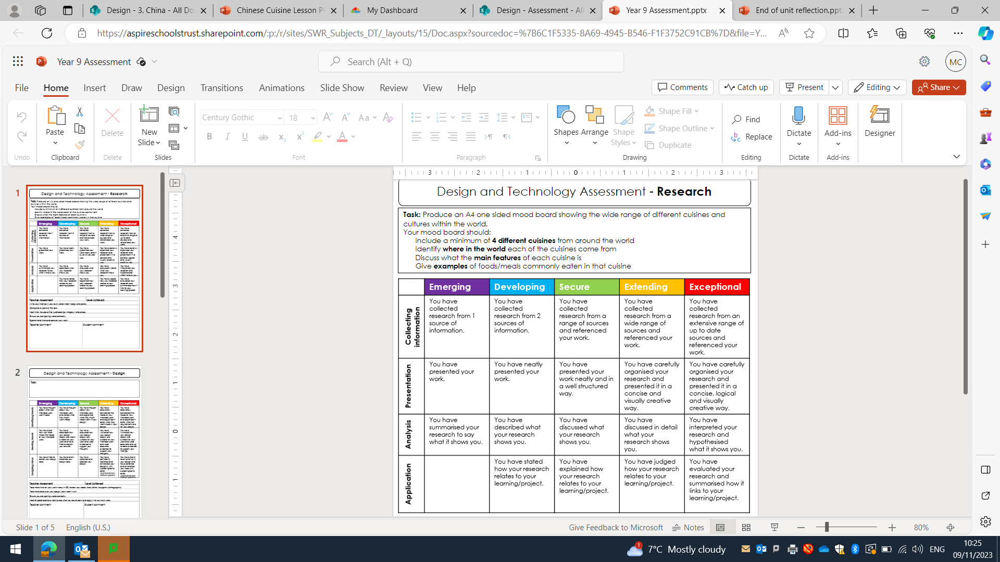 Design - 3. China - All Do
Chinese Cuisine Lesson P
My Dashboard
Design - Assessment - All
Year 9 Assessment.pptx
End of unit reflection.pptx
https://aspireschoolstrust.sharepoint.com/:p:/r/sites/SWR_Subjects_DT/_layouts/15/Doc.aspx?sourcedoc=%7B6C1F5335-8A69-4945-B546-F1F3752C91CB%7D&file=Y...
Year 9 Assessment
Search (Alt + Q)
MC
File Home Insert Draw Design Transitions Animations Slide Show Review View Help
Comments Catch up Present Editing Share
Paste
Delete
New
Slide
Century Gothic 18
Shapes Arrange Shape
Styles
Shape Fill
Shape Outline
Duplicate
Find
Replace
Dictate
Add-ins
Designer
Undo Clipboard Delete Slides Font Paragraph Drawing Editing Dictate Add-ins
1
2
Design and Technology Assessment - Research
Task: Produce an A4 one sided mood board showing the wide range of different cuisines and
cultures within the world.
Your mood board should:
Include a minimum of 4 different cuisines from around the world
Identify where in the world each of the cuisines come from
Discuss what the main features of each cuisine is
Give examples of foods/meals commonly eaten in that cuisine
Emerging Developing Secure Extending Exceptional
Collecting
information
You have
collected
research from 1
source of
information.
You have
collected
research from 2
sources of
information.
You have
collected
research from a
range of sources
and referenced
your work.
You have
collected
research from a
wide range of
sources and
referenced your
work.
You have
collected
research from an
extensive range of
up to date
sources and
referenced your
work.
Presentation
You have
presented your
work.
You have neatly
presented your
work.
You have
presented your
work neatly and in
a well structured
way.
You have carefully
organised your
research and
presented it in a
concise and
visually creative
way.
You have carefully
organised your
research and
presented it in a
concise, logical
and visually
creative way.
Analysis
You have
summarised your
research to say
what it shows you.
You have
described what
your research
shows you.
You have
discussed what
your research
shows you.
You have
discussed in detail
what your
research shows
you.
You have
interpreted your
research and
hypothesised
what it shows you.
Application
You have stated
how your research
relates to your
learning/project.
You have
explained how
your research
relates to your
learning/project.
You have judged
how your research
relates to your
learning/project.
You have
evaluated your
research and
summarised how it
links to your
learning/project.
Slide 1 of 5 English (U.S.)
Give Feedback to Microsoft Notes 80%
7°C Mostly cloudy
ENG
10:25
09/11/2023